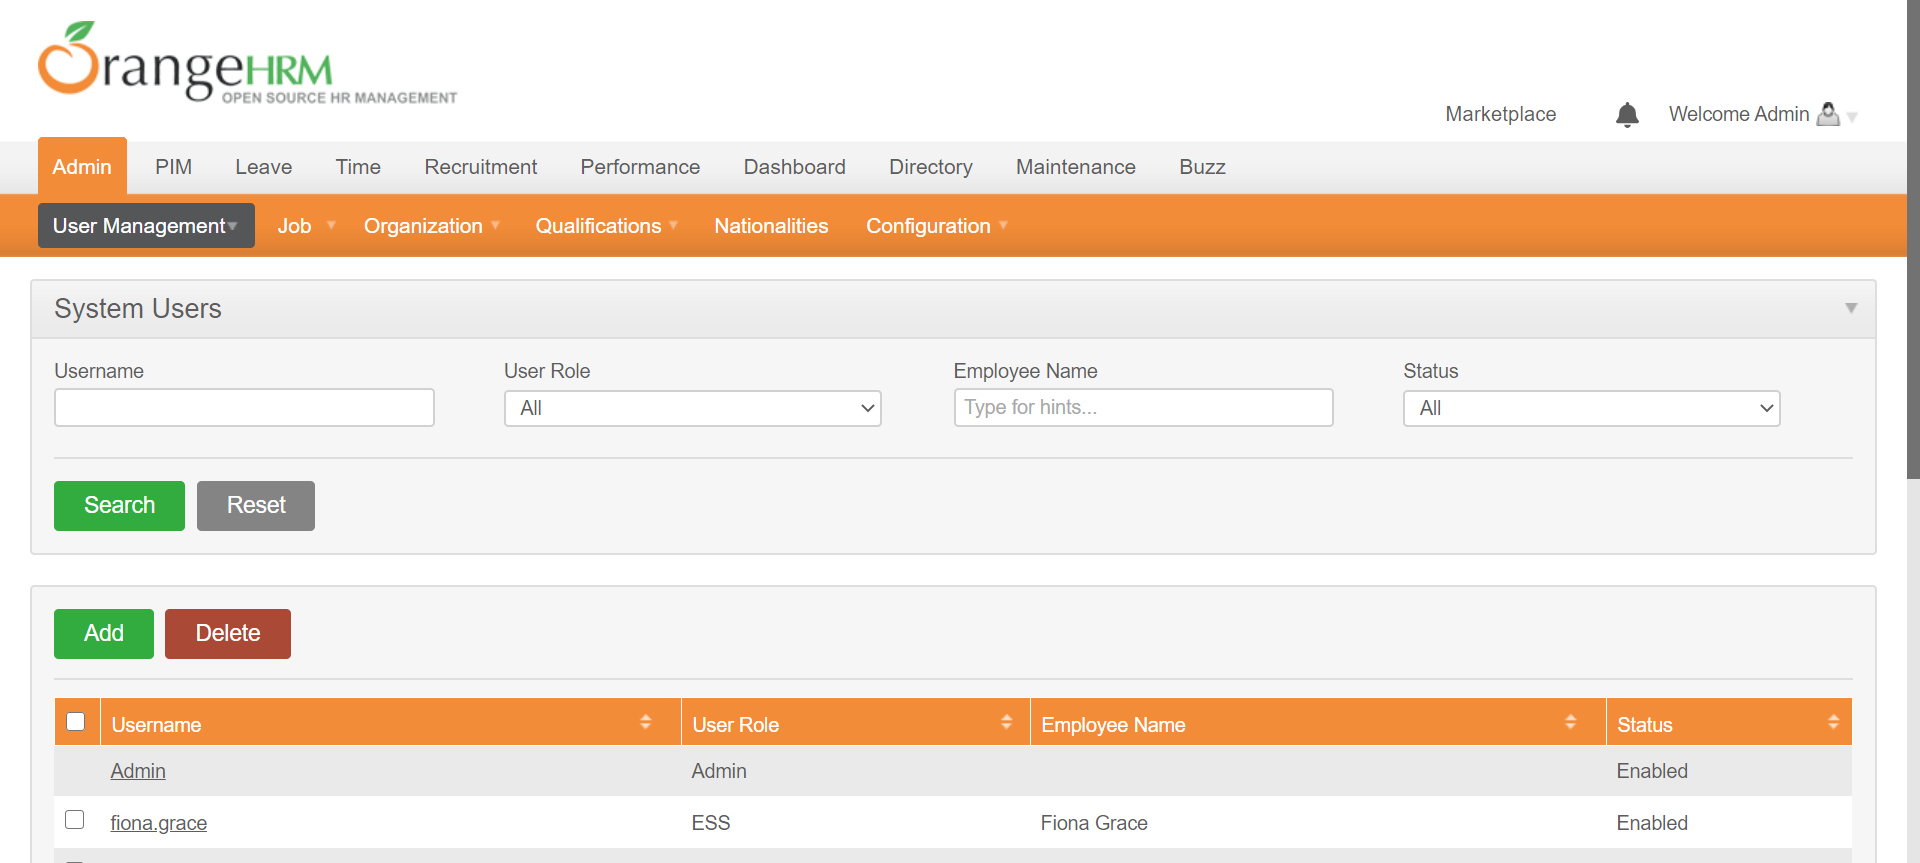 OrangeHRM
OPEN SOURCE HR MANAGEMENT
Marketplace Welcome Admin
Admin PIM Leave Time Recruitment Performance Dashboard Directory Maintenance Buzz
User Management Job Organization Qualifications Nationalities Configuration
System Users
Username User Role Employee Name Status
All Type for hints... All
Search Reset
Add Delete
Username User Role Employee Name Status
Admin Admin Enabled
fiona.grace ESS Fiona Grace Enabled